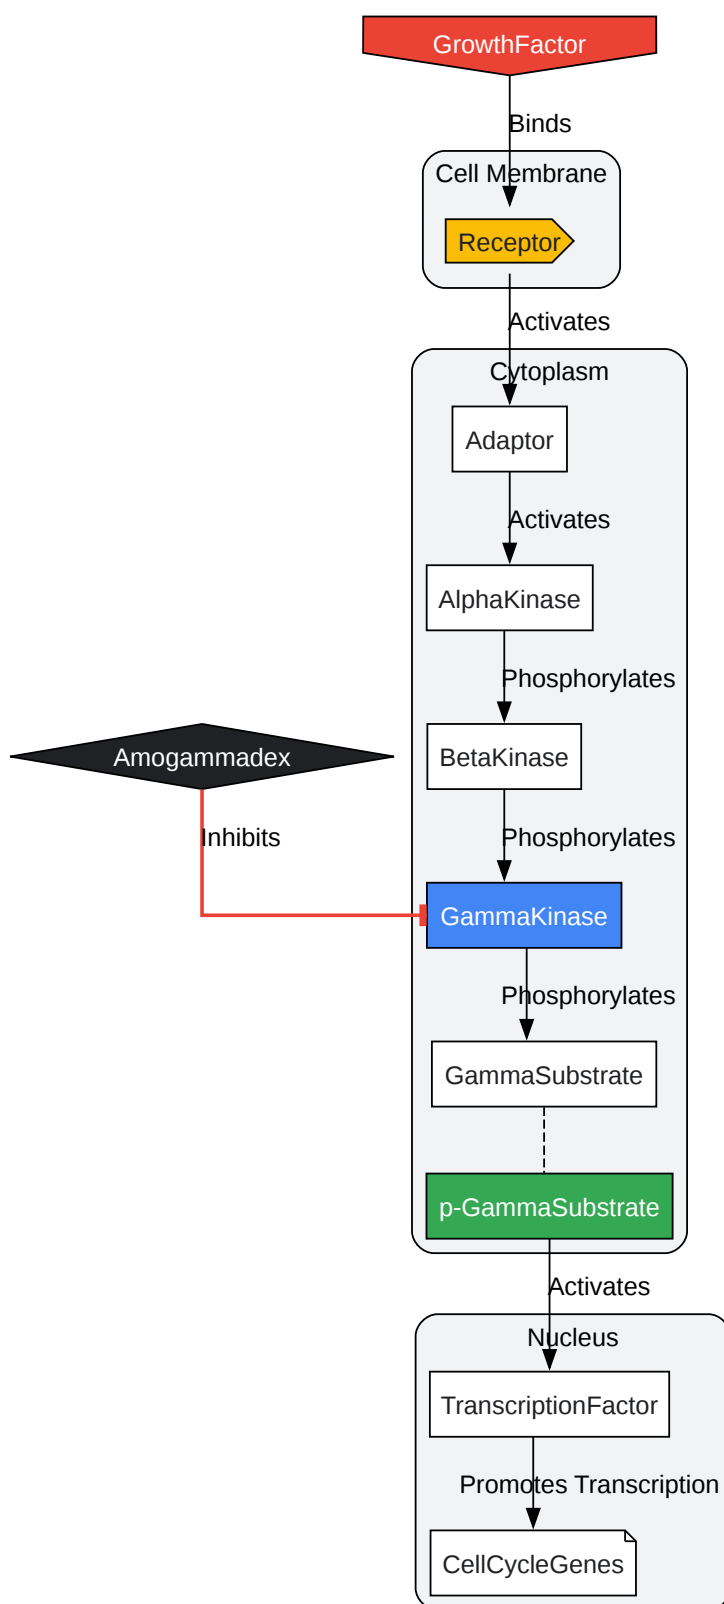 GrowthFactor
Binds
Cell Membrane
Receptor
Activates
Cytoplasm
Adaptor
Activates
AlphaKinase
Phosphorylates
BetaKinase
Amogammadex
Phosphorylates
Inhibits
GammaKinase
Phosphorylates
GammaSubstrate
p-GammaSubstrate
Activates
Nucleus
TranscriptionFactor
Promotes Transcription
CellCycleGenes